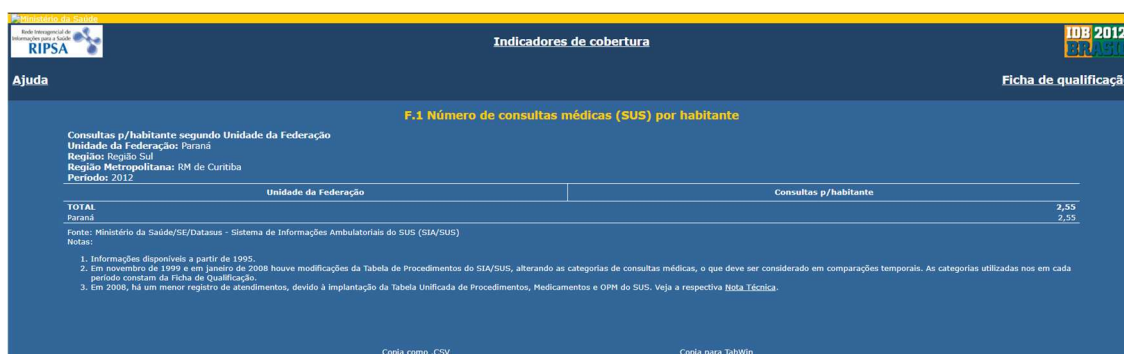 Ministério da Saúde
Rede Interagencial de
Informações para a Saúde
RIPSA
Indicadores de cobertura
IDB 2012
BRASIL
Ajuda
Ficha de qualificaçã
F.1 Número de consultas médicas (SUS) por habitante
Consultas p/habitante segundo Unidade da Federação
Unidade da Federação: Paraná
Região: Região Sul
Região Metropolitana: RM de Curitiba
Período: 2012
Unidade da Federação Consultas p/habitante
TOTAL 2,55
Paraná 2,55
Fonte: Ministério da Saúde/SE/Datasus - Sistema de Informações Ambulatoriais do SUS (SIA/SUS)
Notas:
1. Informações disponíveis a partir de 1995.
2. Em novembro de 1999 e em janeiro de 2008 houve modificações da Tabela de Procedimentos do SIA/SUS, alterando as categorias de consultas médicas, o que deve ser considerado em comparações temporais. As categorias utilizadas nos em cada
período constam da Ficha de Qualificação.
3. Em 2008, há um menor registro de atendimentos, devido à implantação da Tabela Unificada de Procedimentos, Medicamentos e OPM do SUS. Veja a respectiva Nota Técnica.
Copia como .CSV Copia para TabWin